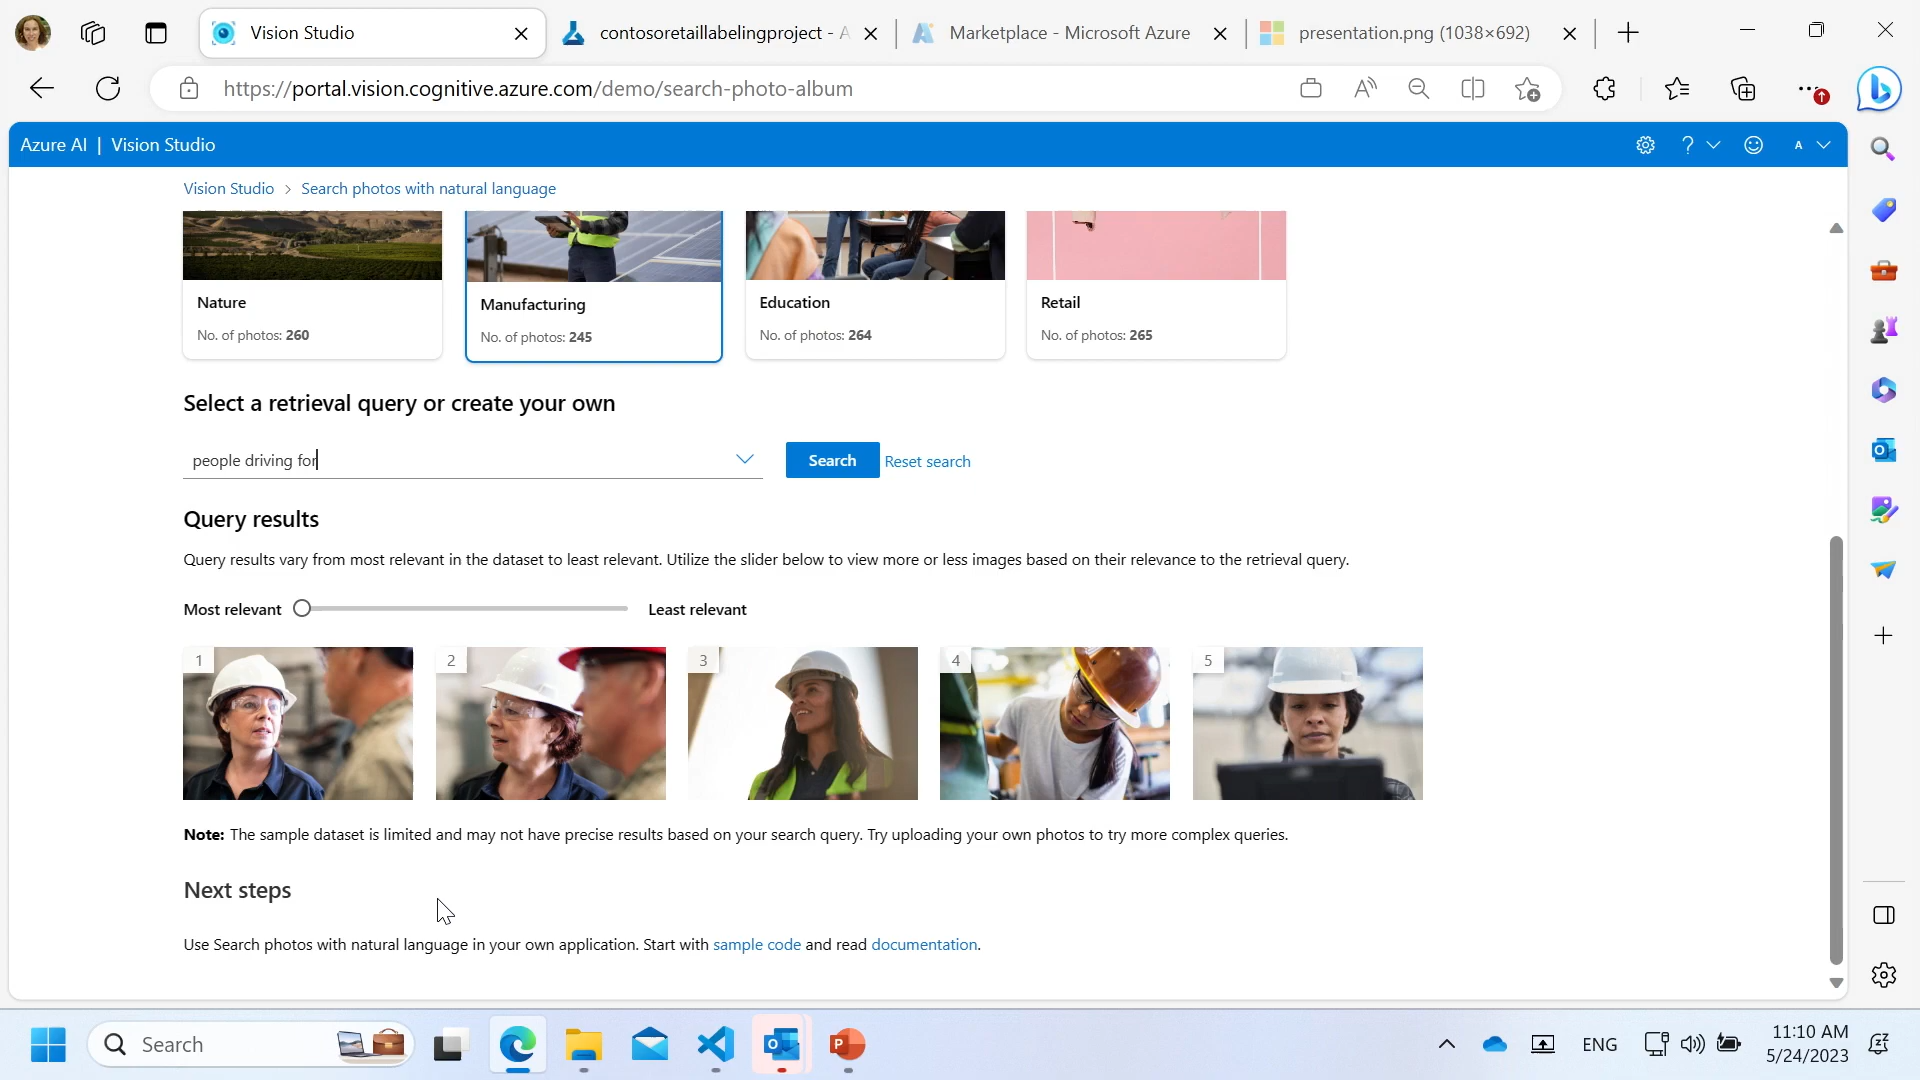 Vision Studio
contosoretaillabelingproject - A
Marketplace - Microsoft Azure
presentation.png (1038×692)
https://portal.vision.cognitive.azure.com/demo/search-photo-album
Azure AI | Vision Studio
A
Vision Studio > Search photos with natural language
Nature
No. of photos: 260
Manufacturing
No. of photos: 245
Education
No. of photos: 264
Retail
No. of photos: 265
Select a retrieval query or create your own
people driving for
Search
Reset search
Query results
Query results vary from most relevant in the dataset to least relevant. Utilize the slider below to view more or less images based on their relevance to the retrieval query.
Most relevant
Least relevant
1
2
3
4
5
Note: The sample dataset is limited and may not have precise results based on your search query. Try uploading your own photos to try more complex queries.
Next steps
Use Search photos with natural language in your own application. Start with sample code and read documentation.
Search
ENG
11:10 AM
5/24/2023